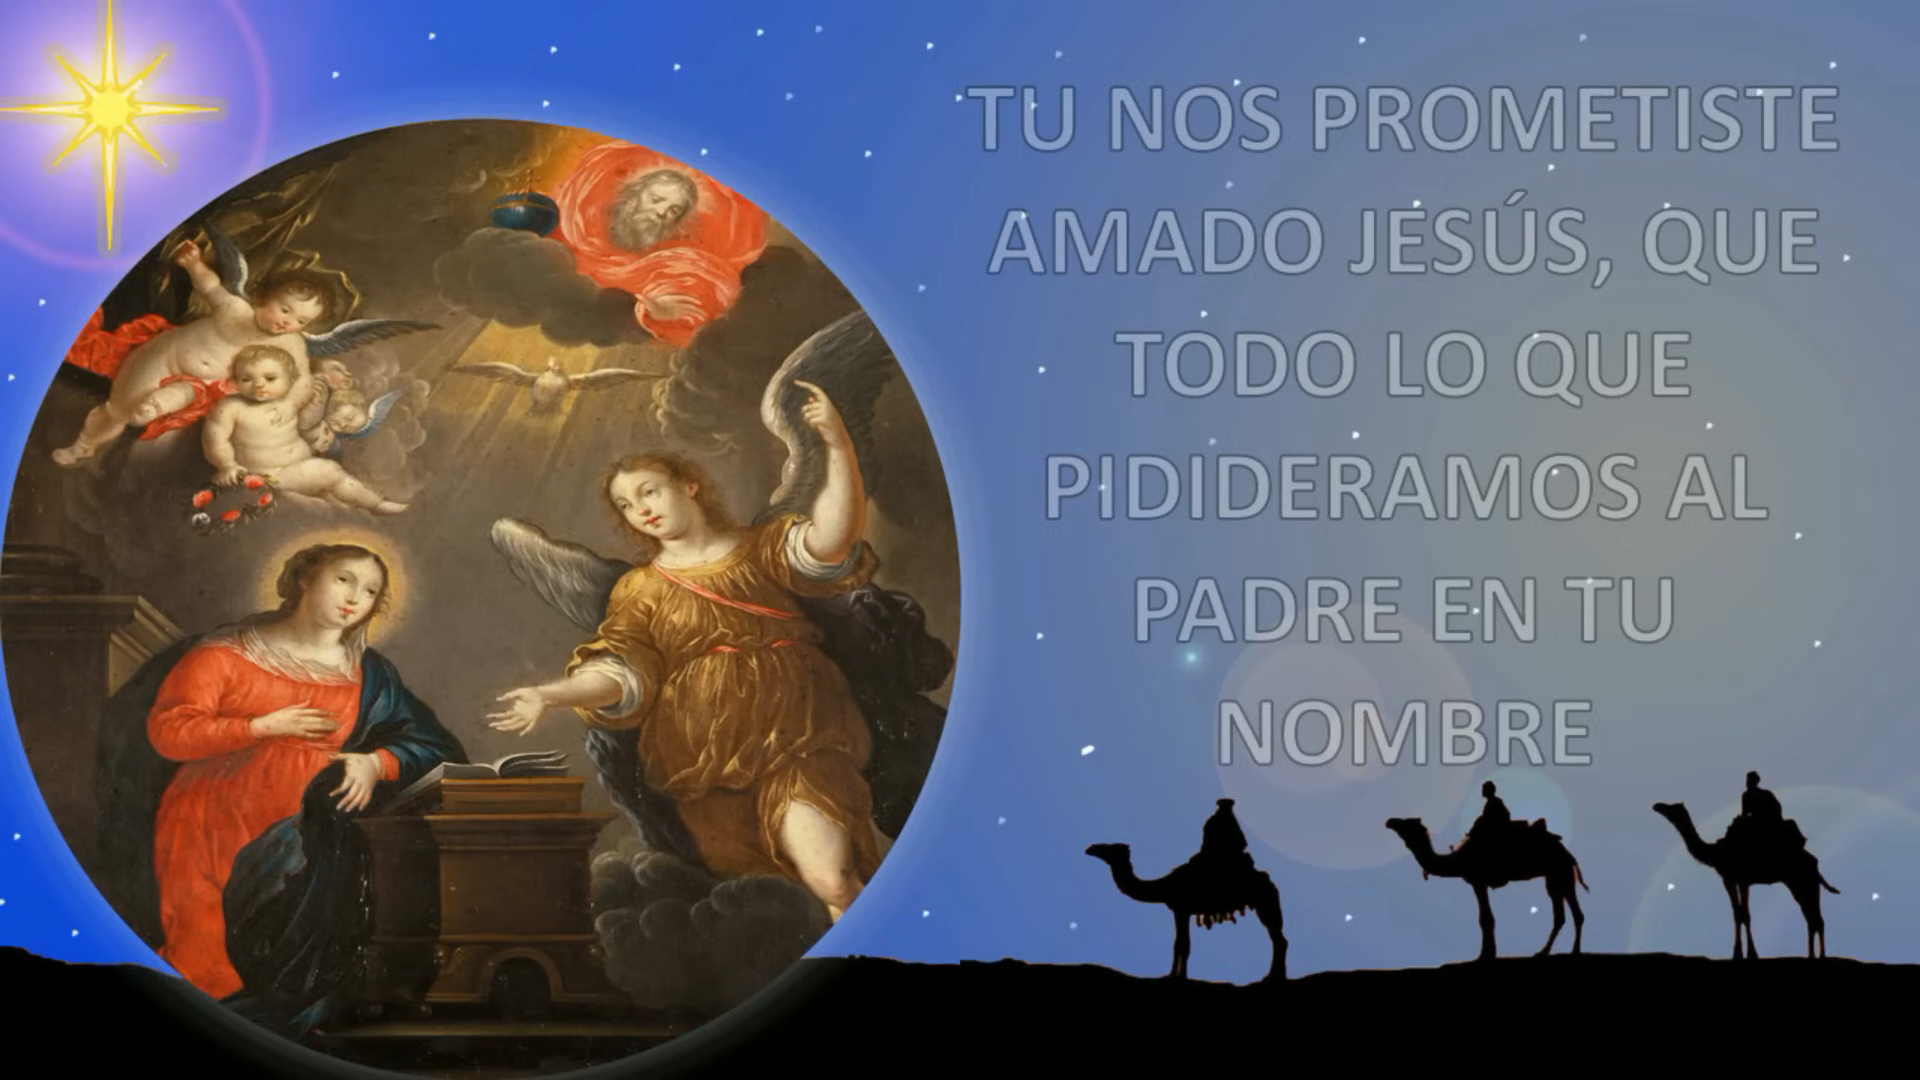 TU NOS PROMETISTE
AMADO JESÚS, QUE
TODO LO QUE
PIDIDERAMOS AL
PADRE EN TU
NOMBRE